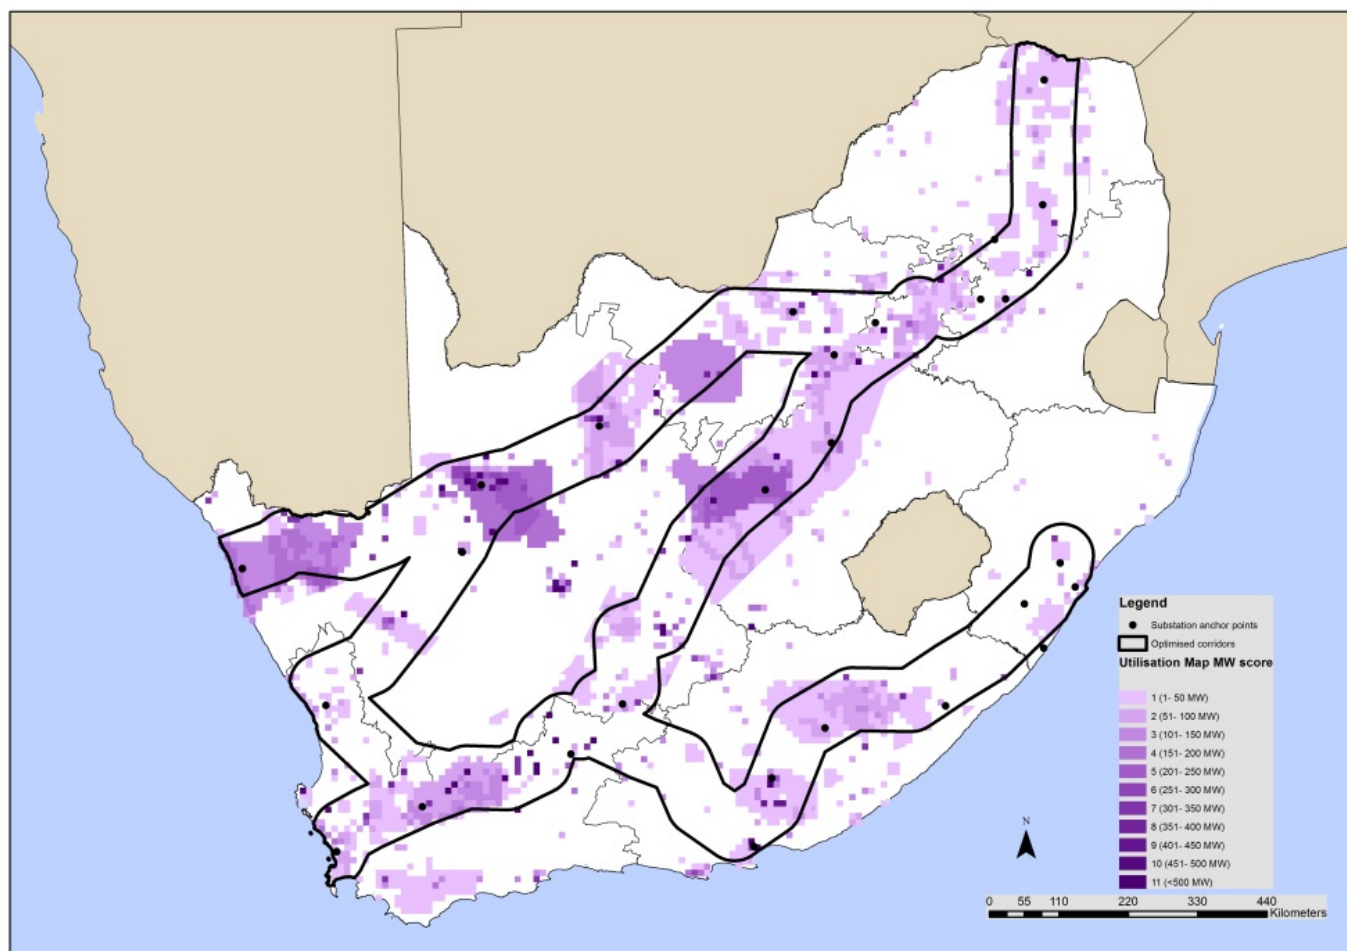 Legend
Substation anchor points
Optimised corridors
Utilisation Map MW score
1 (1- 50 MW)
2 (51- 100 MW)
3 (101- 150 MW)
4 (151- 200 MW)
5 (201- 250 MW)
6 (251- 300 MW)
7 (301- 350 MW)
8 (351- 400 MW)
9 (401- 450 MW)
10 (451- 500 MW)
11 (<500 MW)
N
0 55 110 220 330 440
Kilometers